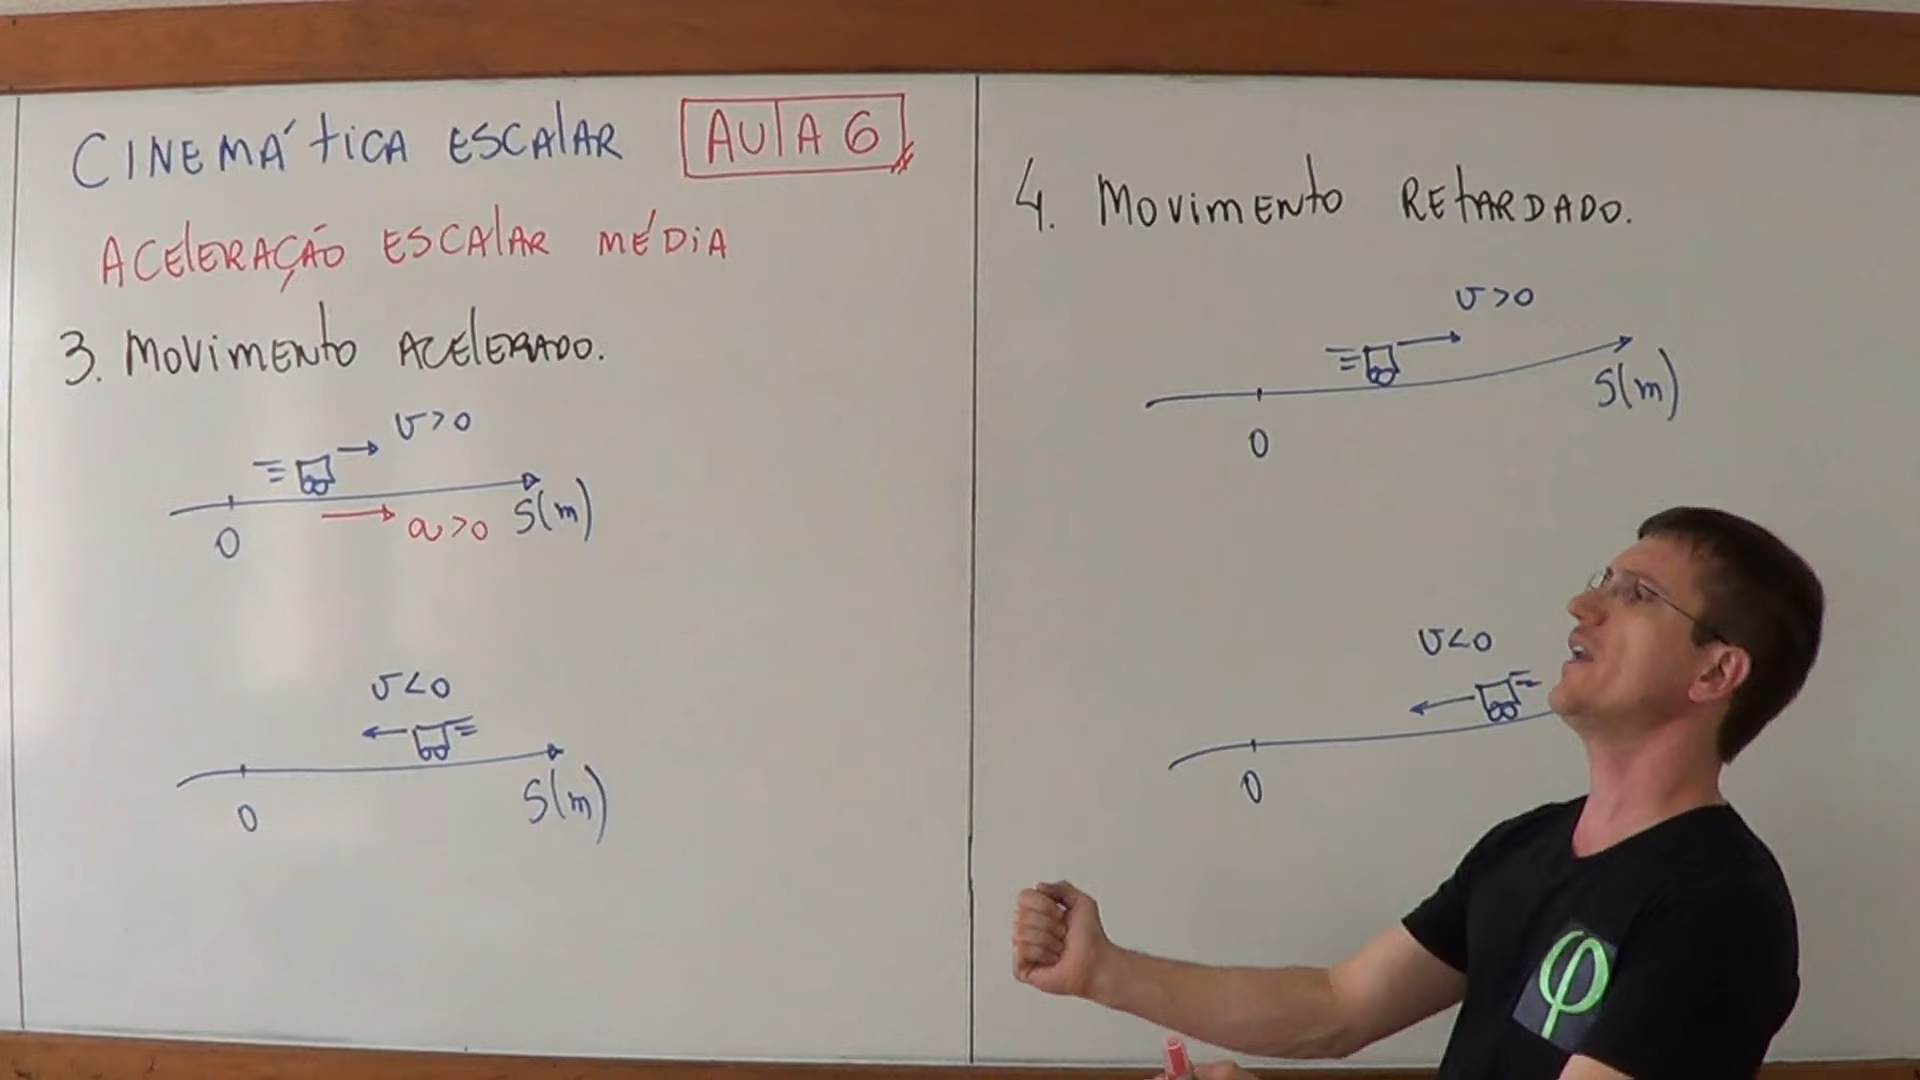 CINEMÁTICA ESCALAR AULA 6
ACELERAÇÃO ESCALAR MÉDIA
3. MOVIMENTO ACELERADO.
v>0
a>0 S(m)
0
v<0
0
S(m)
4. MOVIMENTO RETARDADO.
v>0
S(m)
0
v<0
0
φ